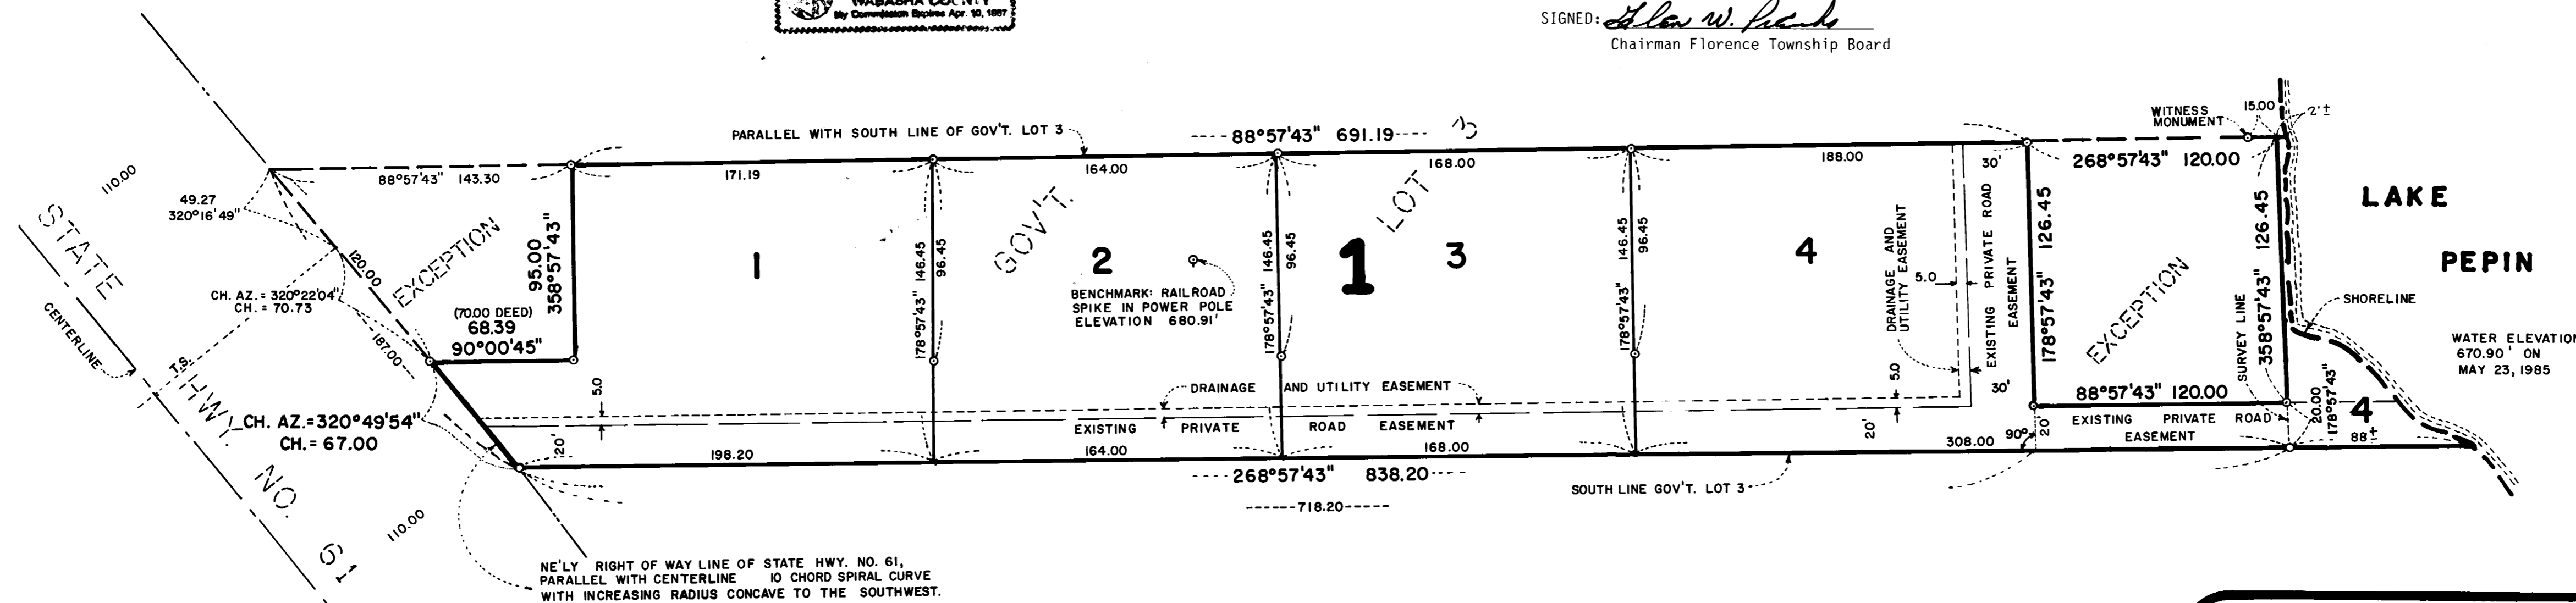 WABASHA COUNTY
My Commission Expires Apr. 10, 1987
SIGNED: Glen W.
Chairman Florence Township Board
PARALLEL WITH SOUTH LINE OF GOV'T. LOT 3
88°57'43" 691.19
3
WITNESS
MONUMENT
15.00
2'±
110.00
88°57'43" 143.30
171.19
164.00
168.00
188.00
30'
268°57'43" 120.00
49.27
320°16'49"
STATE
HWY. NO. 61
CENTERLINE
T.S.
120.00
187.00
110.00
EXCEPTION
95.00
358°57'43"
CH. AZ. = 320°22'04"
CH. = 70.73
(70.00 DEED)
68.39
90°00'45"
CH. AZ.=320°49'54"
CH. = 67.00
1
178°57'43" 146.45
96.45
GOV'T.
2
BENCHMARK: RAILROAD
SPIKE IN POWER POLE
ELEVATION 680.91'
178°57'43" 146.45
96.45
1
LOT
3
178°57'43" 146.45
96.45
4
DRAINAGE AND
UTILITY EASEMENT
5.0
EXISTING PRIVATE ROAD
EASEMENT
30'
178°57'43" 126.45
EXCEPTION
SURVEY LINE
358°57'43" 126.45
LAKE
PEPIN
SHORELINE
WATER ELEVATION
670.90' ON
MAY 23, 1985
5.0
DRAINAGE AND UTILITY EASEMENT
5.0
88°57'43" 120.00
20.00
178°57'43"
4
20'
EXISTING PRIVATE ROAD EASEMENT
20'
90°
20'
EXISTING PRIVATE ROAD
EASEMENT
88±
198.20
164.00
168.00
308.00
268°57'43" 838.20
718.20
SOUTH LINE GOV'T. LOT 3
NE'LY RIGHT OF WAY LINE OF STATE HWY. NO. 61,
PARALLEL WITH CENTERLINE 10 CHORD SPIRAL CURVE
WITH INCREASING RADIUS CONCAVE TO THE SOUTHWEST.